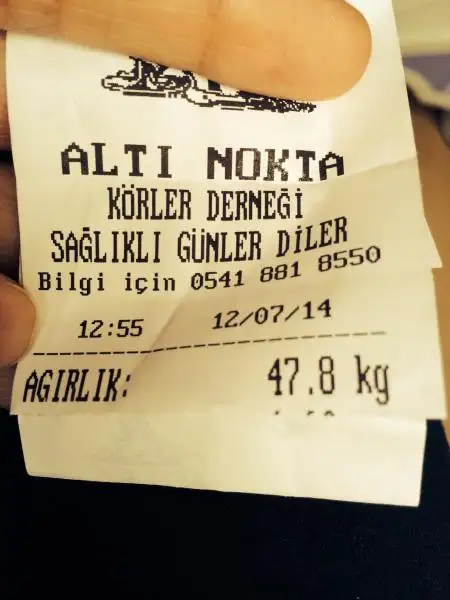 ALTI NOKTA
KÖRLER DERNEĞİ
SAĞLIKLI GÜNLER DİLER
Bilgi için 0541 881 8550
12:55 12/07/14
AGIRLIK: 47.8 kg